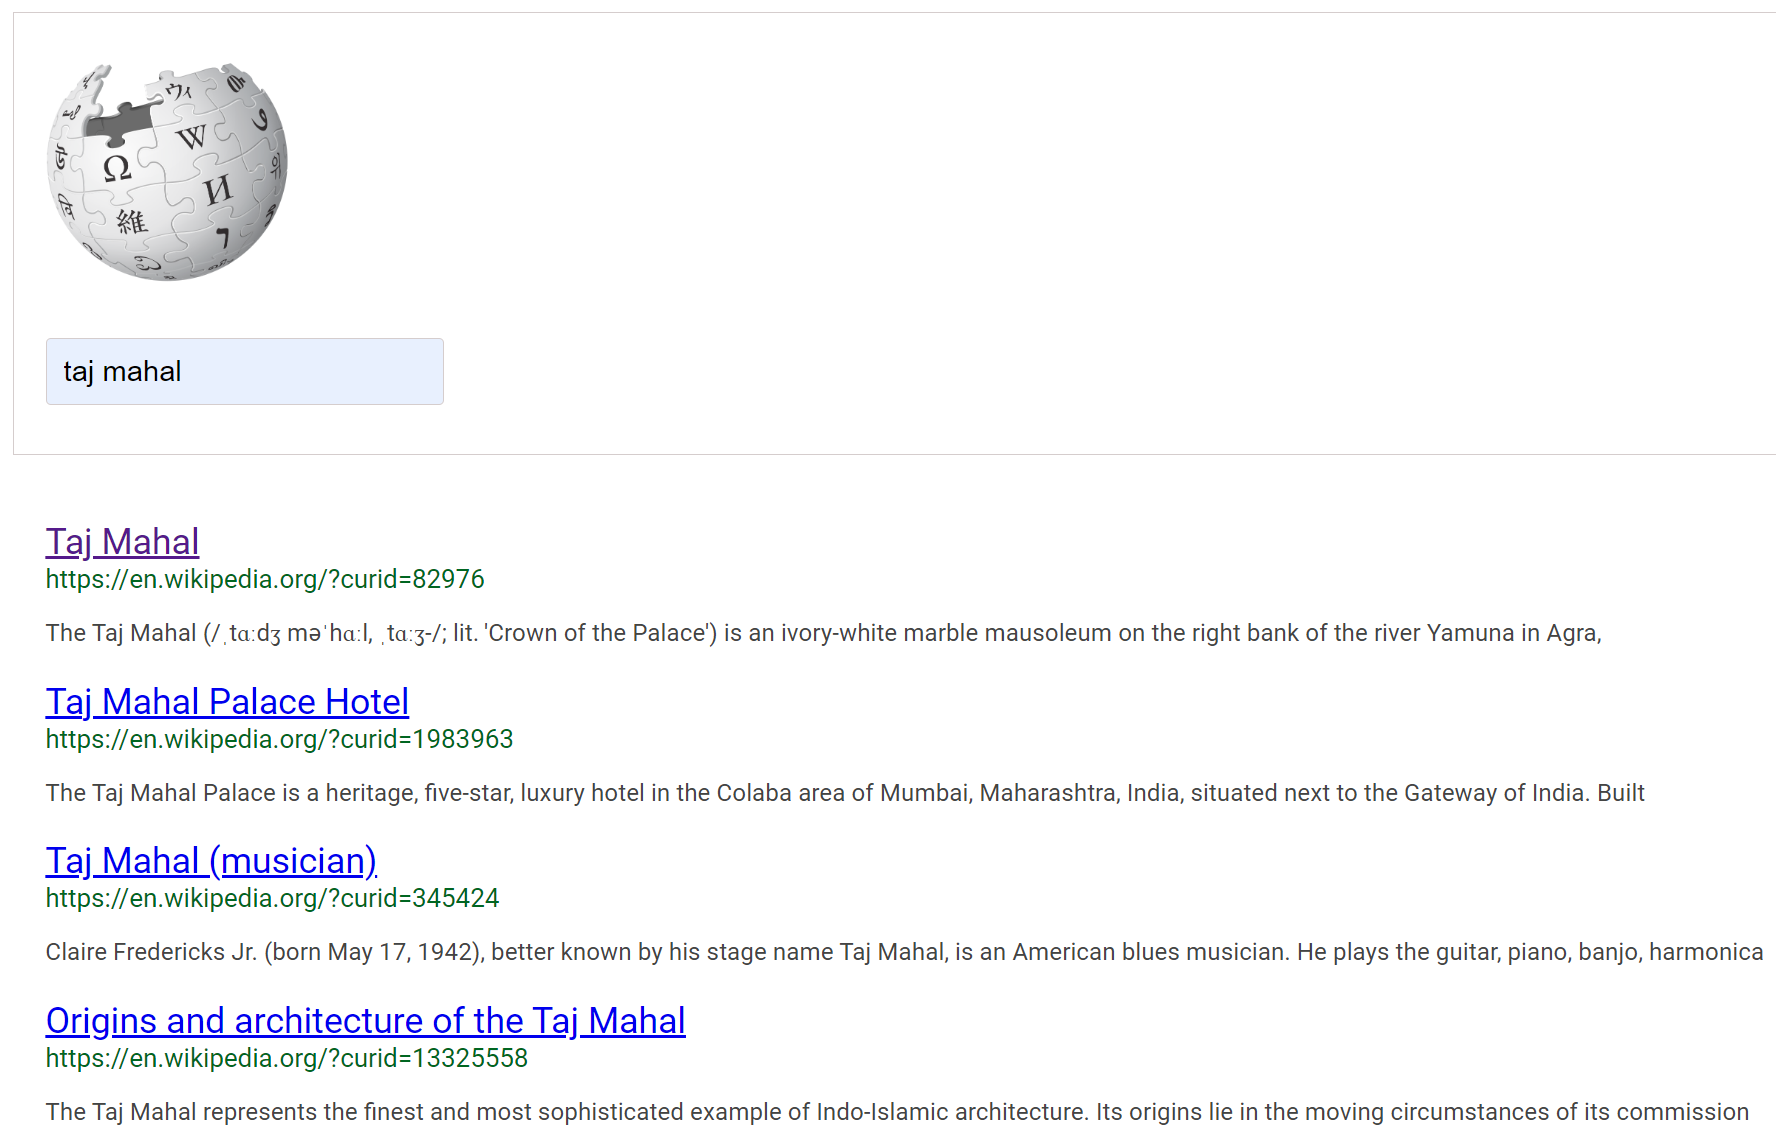 Ω W И 維 ウィ 7
taj mahal
Taj Mahal
https://en.wikipedia.org/?curid=82976
The Taj Mahal (/ˌtɑːdʒ məˈhɑːl, ˌtɑːʒ-/; lit. 'Crown of the Palace') is an ivory-white marble mausoleum on the right bank of the river Yamuna in Agra,
Taj Mahal Palace Hotel
https://en.wikipedia.org/?curid=1983963
The Taj Mahal Palace is a heritage, five-star, luxury hotel in the Colaba area of Mumbai, Maharashtra, India, situated next to the Gateway of India. Built
Taj Mahal (musician)
https://en.wikipedia.org/?curid=345424
Claire Fredericks Jr. (born May 17, 1942), better known by his stage name Taj Mahal, is an American blues musician. He plays the guitar, piano, banjo, harmonica
Origins and architecture of the Taj Mahal
https://en.wikipedia.org/?curid=13325558
The Taj Mahal represents the finest and most sophisticated example of Indo-Islamic architecture. Its origins lie in the moving circumstances of its commission